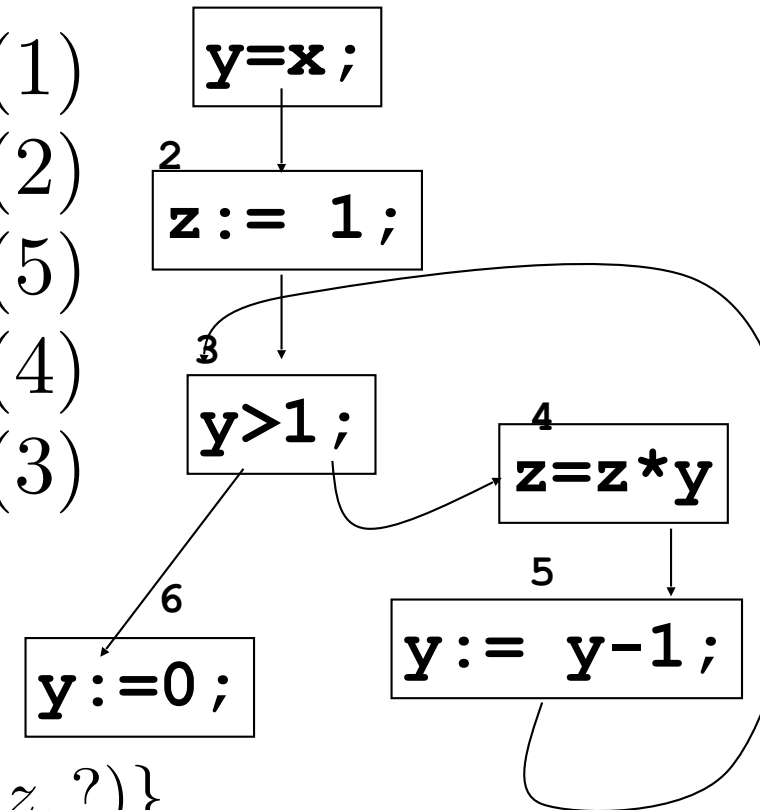 (1)
(2)
(5)
(4)
(3)
y=x;
2
z:= 1;
3
y>1;
4
z=z*y
5
y:= y-1;
6
y:=0;
z, ?)}